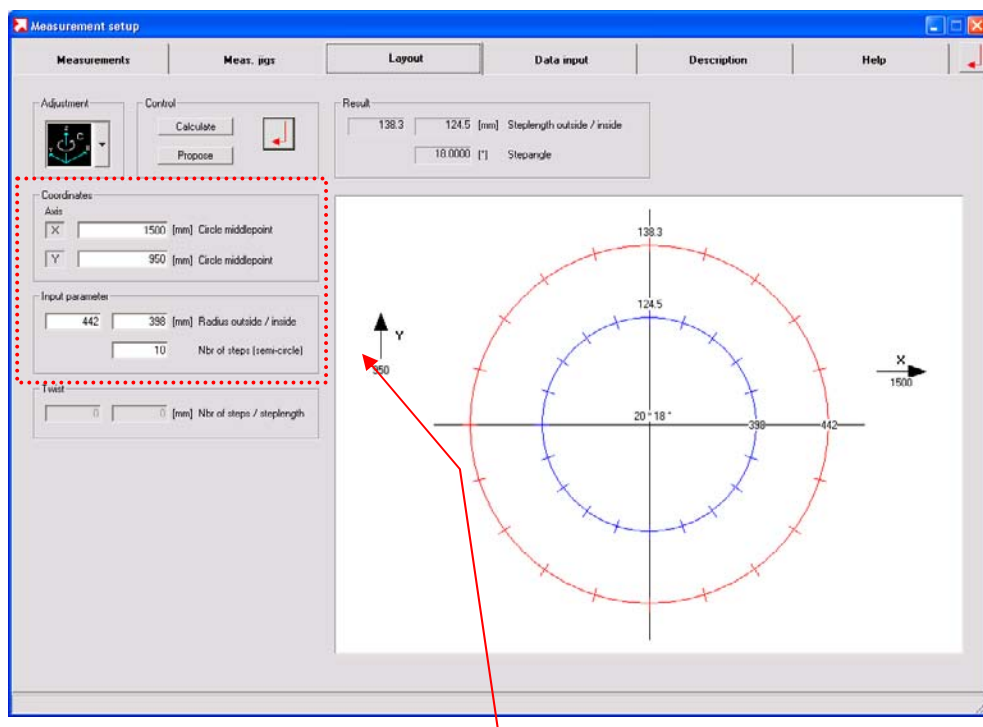 Measurement setup
Measurements Meas. jigs Layout Data input Description Help
Adjustment Control Result
Calculate 138.3 124.5 [mm] Steplength outside / inside
Propose 18.0000 [°] Stepangle
Coordinates
Axis
X 1500 [mm] Circle middlepoint
Y 950 [mm] Circle middlepoint
Input parameter
442 398 [mm] Radius outside / inside
10 Nbr of steps (semi-circle)
Twist
0 0 [mm] Nbr of steps / steplength
138.3
124.5
Y
950
X
1500
20 * 18 °
398 442